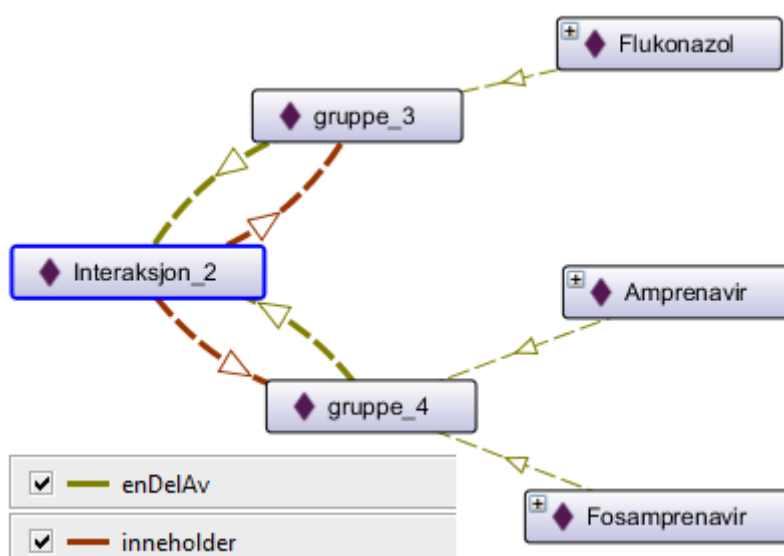 Flukonazol
gruppe_3
Interaksjon_2
Amprenavir
gruppe_4
Fosamprenavir
enDelAv
inneholder